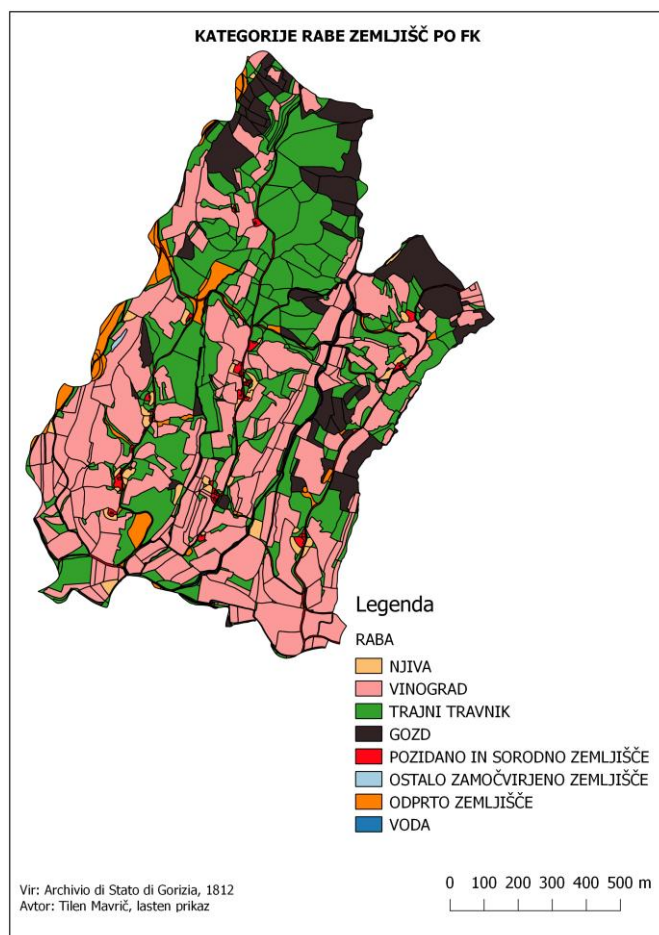 KATEGORIJE RABE ZEMLJIŠČ PO FK
Legenda
RABA
NJIVA
VINOGRAD
TRAJNI TRAVNIK
GOZD
POZIDANO IN SORODNO ZEMLJIŠČE
OSTALO ZAMOČVIRJENO ZEMLJIŠČE
ODPRTO ZEMLJIŠČE
VODA
Vir: Archivio di Stato di Gorizia, 1812
Avtor: Tilen Mavrič, lasten prikaz
0 100 200 300 400 500 m